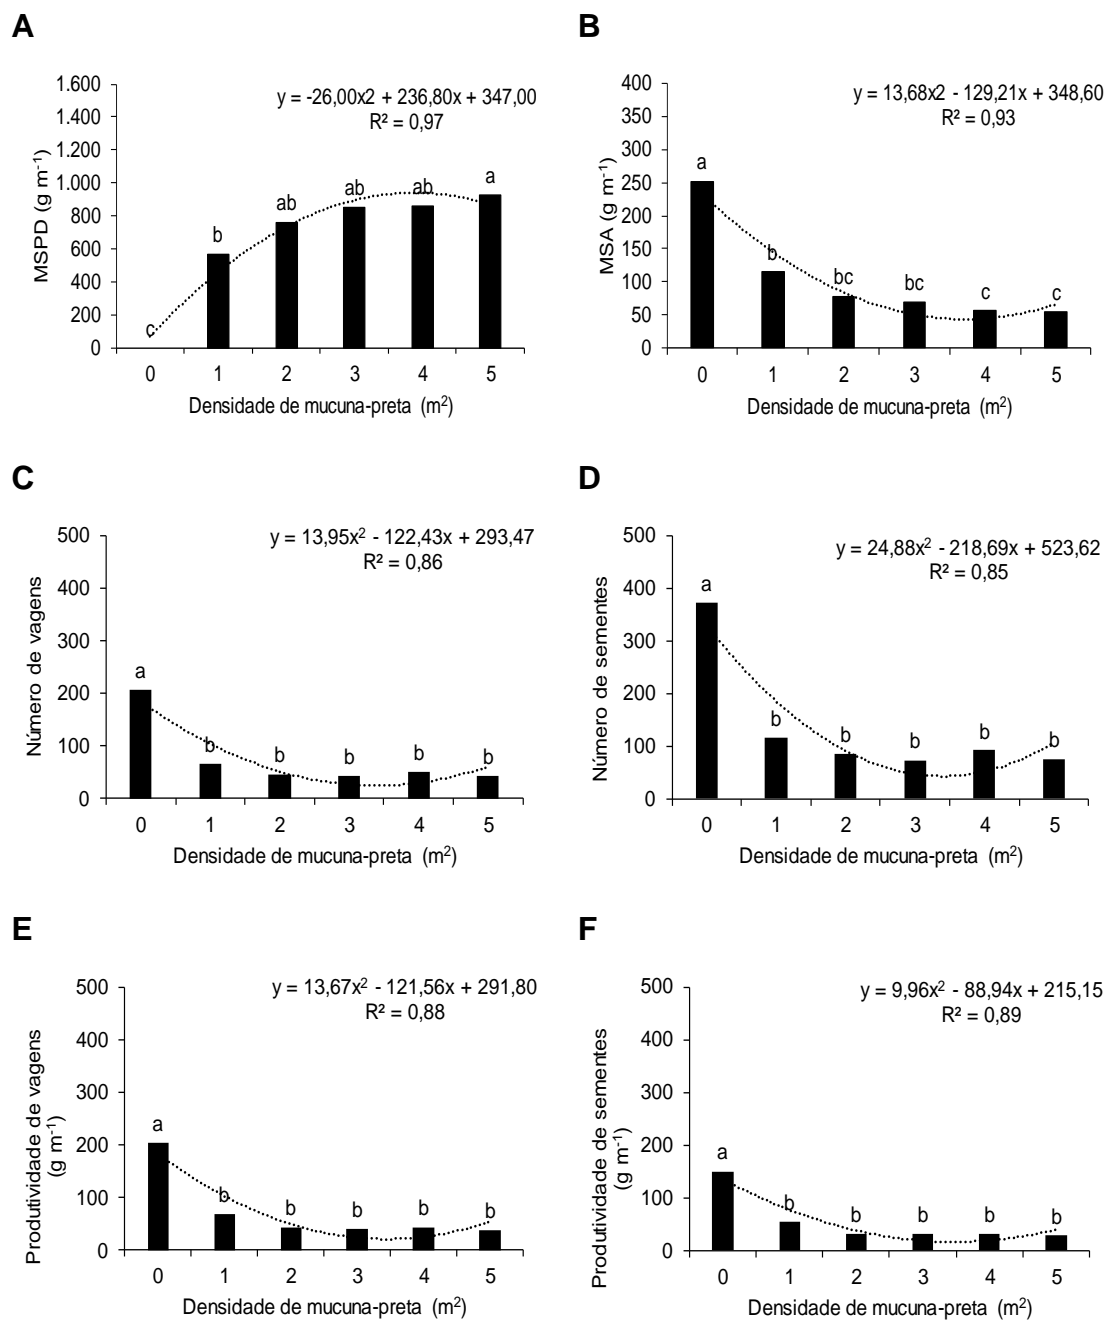 A
MSPD (g m⁻¹)
y = -26,00x2 + 236,80x + 347,00
R² = 0,97
1.600
1.400
1.200
1.000
800
600
400
200
0
c
b
ab
ab
ab
a
0 1 2 3 4 5
Densidade de mucuna-preta (m²)
B
MSA (g m⁻¹)
y = 13,68x2 - 129,21x + 348,60
R² = 0,93
400
350
300
250
200
150
100
50
0
a
b
bc
bc
c
c
0 1 2 3 4 5
Densidade de mucuna-preta (m²)
C
Número de vagens
y = 13,95x² - 122,43x + 293,47
R² = 0,86
500
400
300
200
100
0
a
b
b
b
b
b
0 1 2 3 4 5
Densidade de mucuna-preta (m²)
D
Número de sementes
y = 24,88x² - 218,69x + 523,62
R² = 0,85
500
400
300
200
100
0
a
b
b
b
b
b
0 1 2 3 4 5
Densidade de mucuna-preta (m²)
E
Produtividade de vagens
(g m⁻¹)
y = 13,67x² - 121,56x + 291,80
R² = 0,88
500
400
300
200
100
0
a
b
b
b
b
b
0 1 2 3 4 5
Densidade de mucuna-preta (m²)
F
Produtividade de sementes
(g m⁻¹)
y = 9,96x² - 88,94x + 215,15
R² = 0,89
500
400
300
200
100
0
a
b
b
b
b
b
0 1 2 3 4 5
Densidade de mucuna-preta (m²)